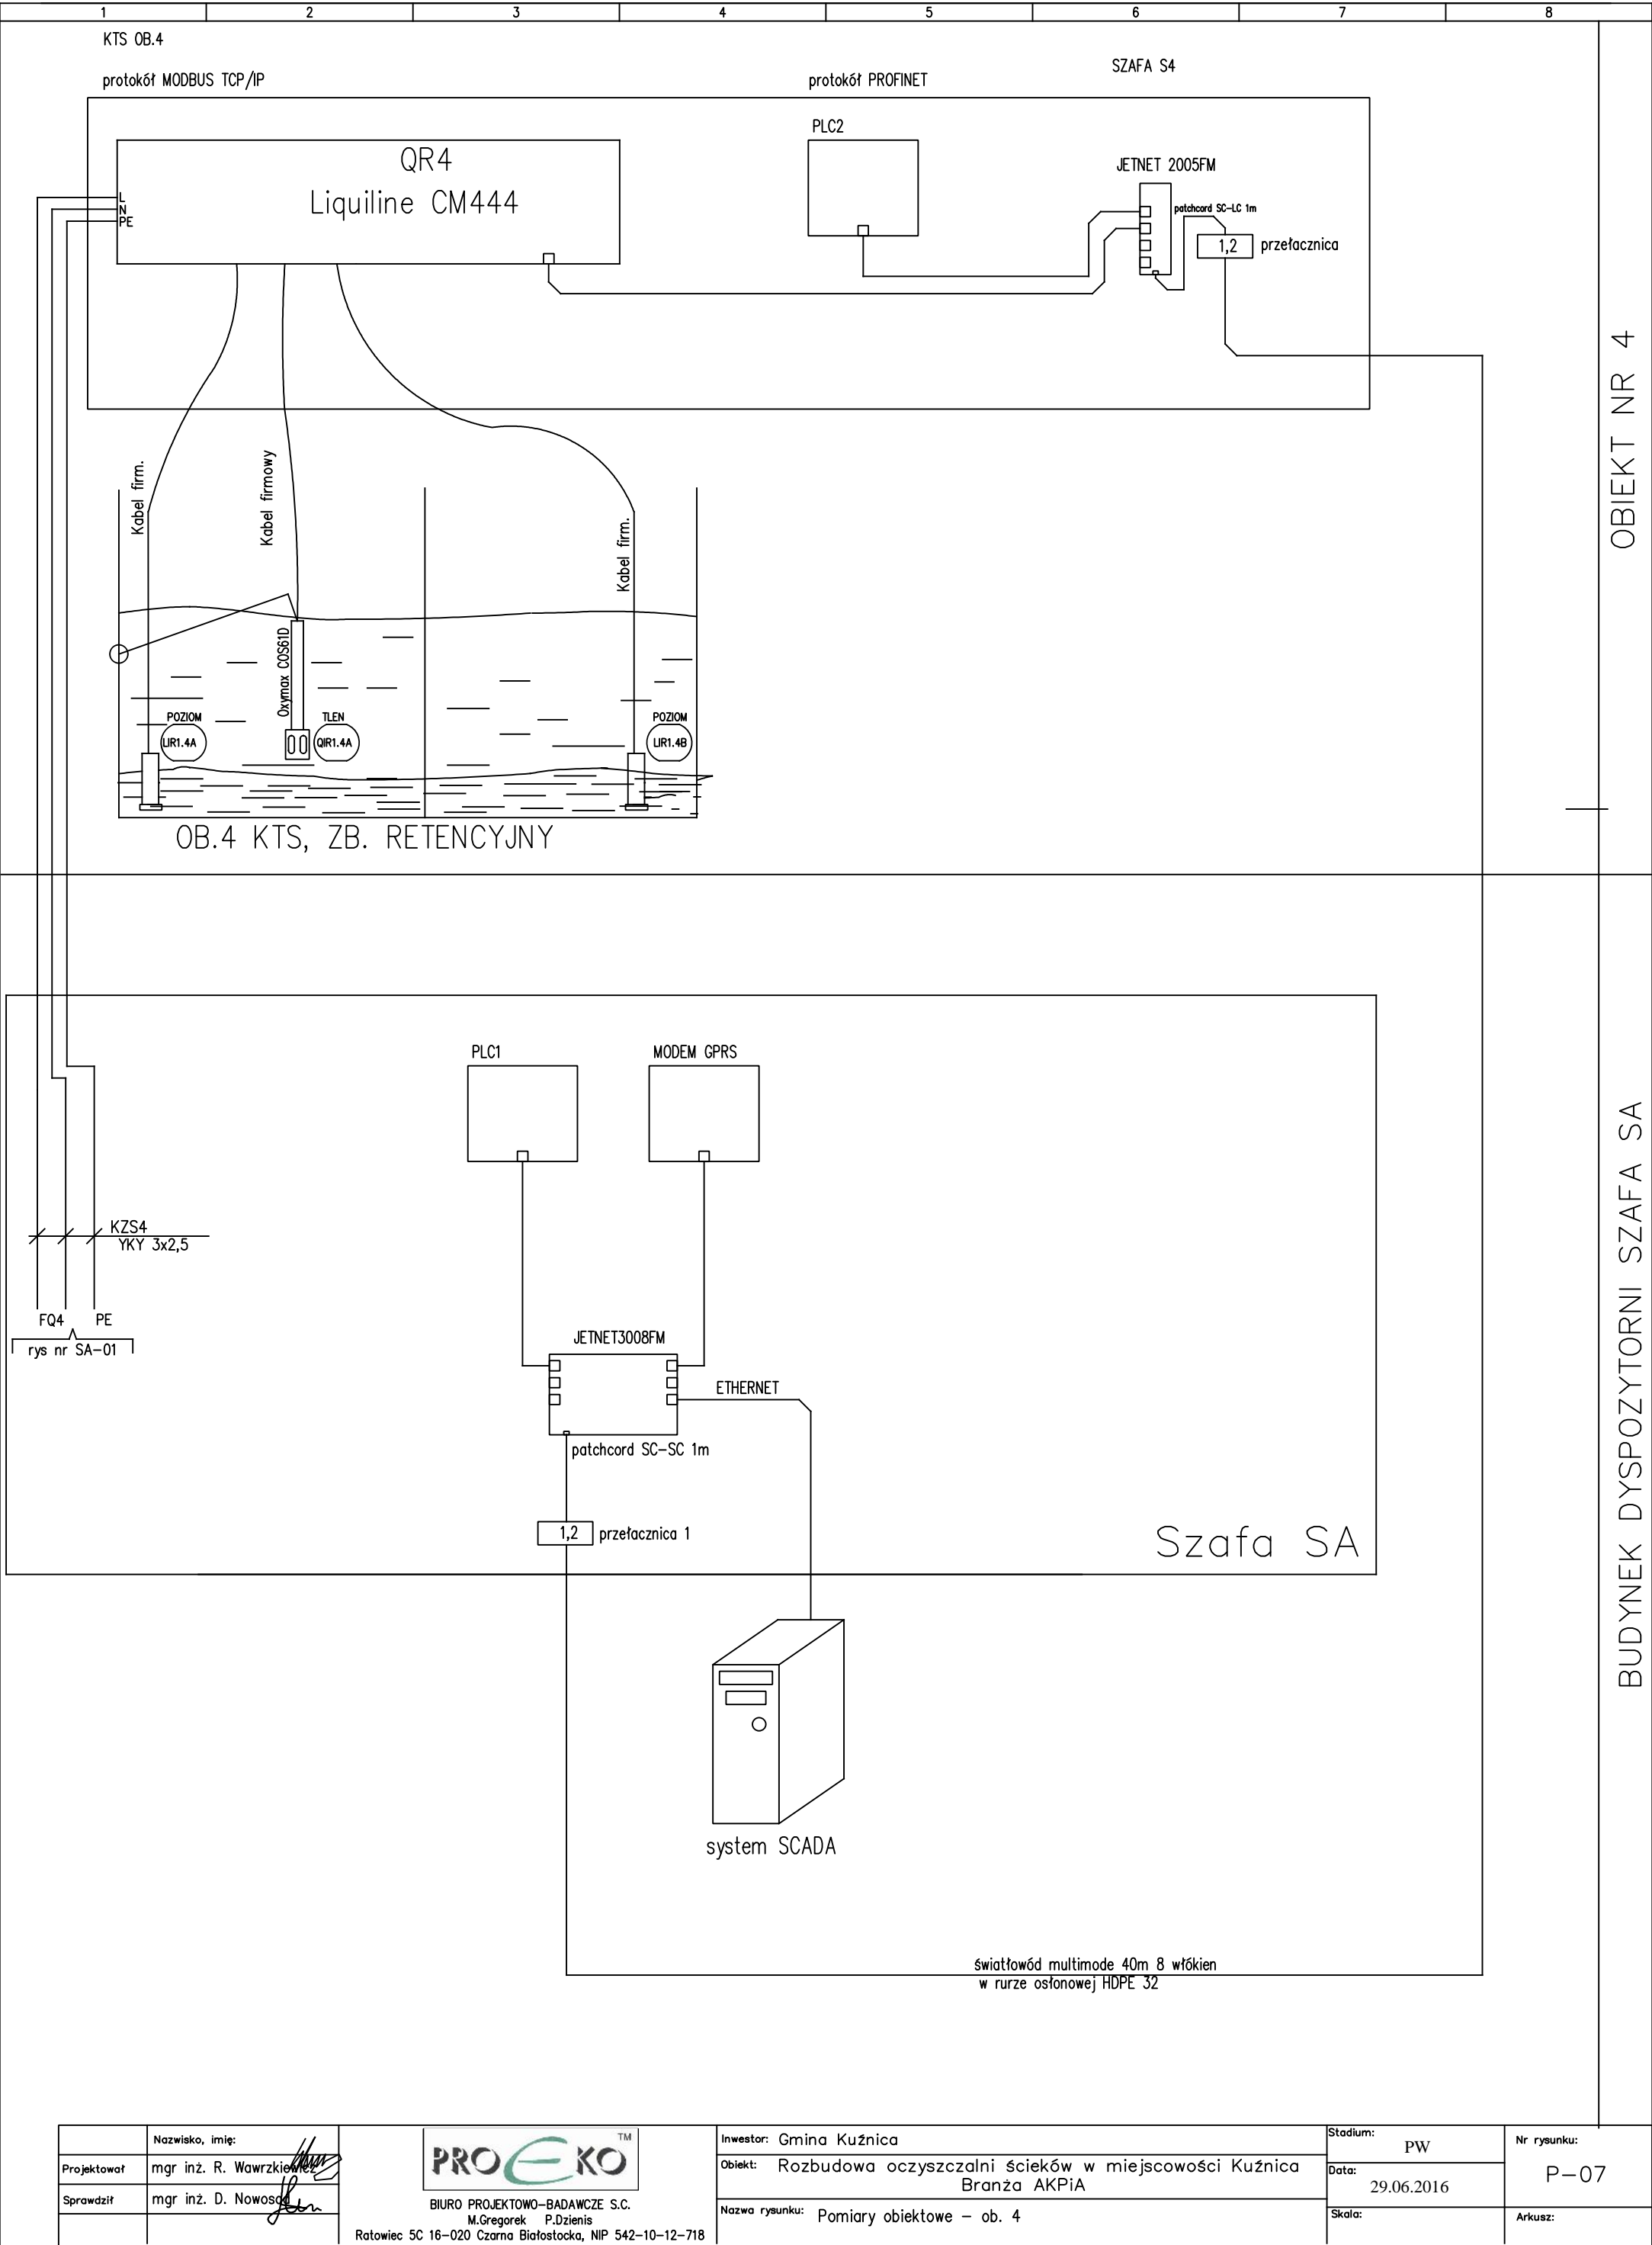 1 2 3 4 5 6 7 8
KTS OB.4
protokół MODBUS TCP/IP
protokół PROFINET
SZAFA S4
QR4
Liquiline CM444
L
N
PE
PLC2
JETNET 2005FM
patchcord SC-LC 1m
1,2
przełacznica
OBIEKT NR 4
Kabel firm.
Kabel firmowy
Kabel firm.
Oxymax COS61D
POZIOM
LIR1.4A
TLEN
QIR1.4A
POZIOM
LIR1.4B
OB.4 KTS, ZB. RETENCYJNY
PLC1
MODEM GPRS
KZS4
YKY 3x2,5
FQ4
PE
rys nr SA-01
JETNET3008FM
ETHERNET
patchcord SC-SC 1m
1,2
przełacznica 1
Szafa SA
BUDYNEK DYSPOZYTORNI SZAFA SA
system SCADA
światłowód multimode 40m 8 włókien
w rurze osłonowej HDPE 32
Nazwisko, imię:
Projektował
mgr inż. R. Wawrzkiewicz
Sprawdził
mgr inż. D. Nowosad
PROEKO TM
BIURO PROJEKTOWO-BADAWCZE S.C.
M.Gregorek P.Dzienis
Ratowiec 5C 16-020 Czarna Białostocka, NIP 542-10-12-718
Inwestor: Gmina Kuźnica
Obiekt: Rozbudowa oczyszczalni ścieków w miejscowości Kuźnica
Branża AKPiA
Nazwa rysunku: Pomiary obiektowe - ob. 4
Stadium:
PW
Data:
29.06.2016
Skala:
Nr rysunku:
P-07
Arkusz: